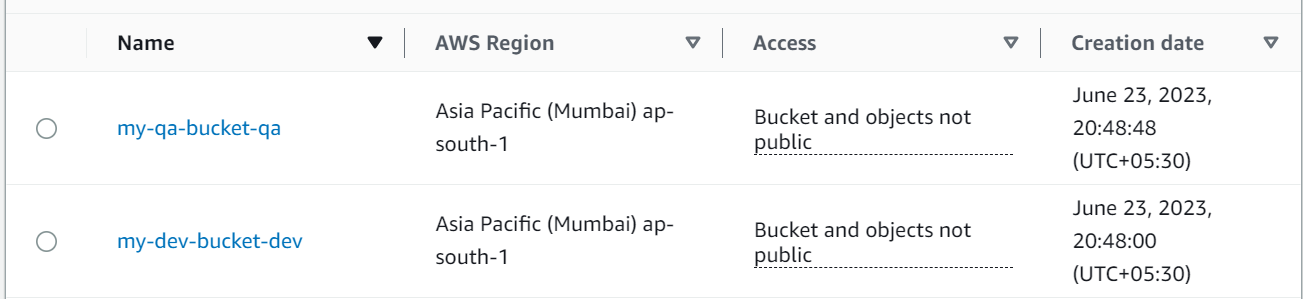 Name AWS Region Access Creation date
my-qa-bucket-qa
Asia Pacific (Mumbai) ap-
south-1
Bucket and objects not
public
June 23, 2023,
20:48:48
(UTC+05:30)
my-dev-bucket-dev
Asia Pacific (Mumbai) ap-
south-1
Bucket and objects not
public
June 23, 2023,
20:48:00
(UTC+05:30)